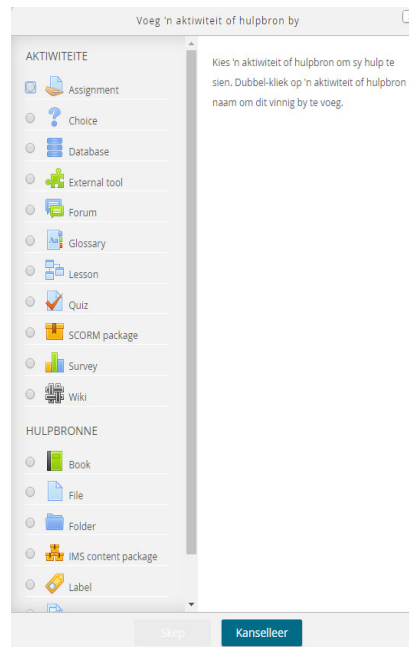 Voeg 'n aktiwiteit of hulpbron by
AKTIWITEITE
Assignment
Choice
Database
External tool
Forum
Glossary
Lesson
Quiz
SCORM package
Survey
Wiki
HULPBRONNE
Book
File
Folder
IMS content package
Label
Kies 'n aktiwiteit of hulpbron om sy hulp te
sien. Dubbel-kliek op 'n aktiwiteit of hulpbron
naam om dit vinnig by te voeg.
Skep
Kanselleer